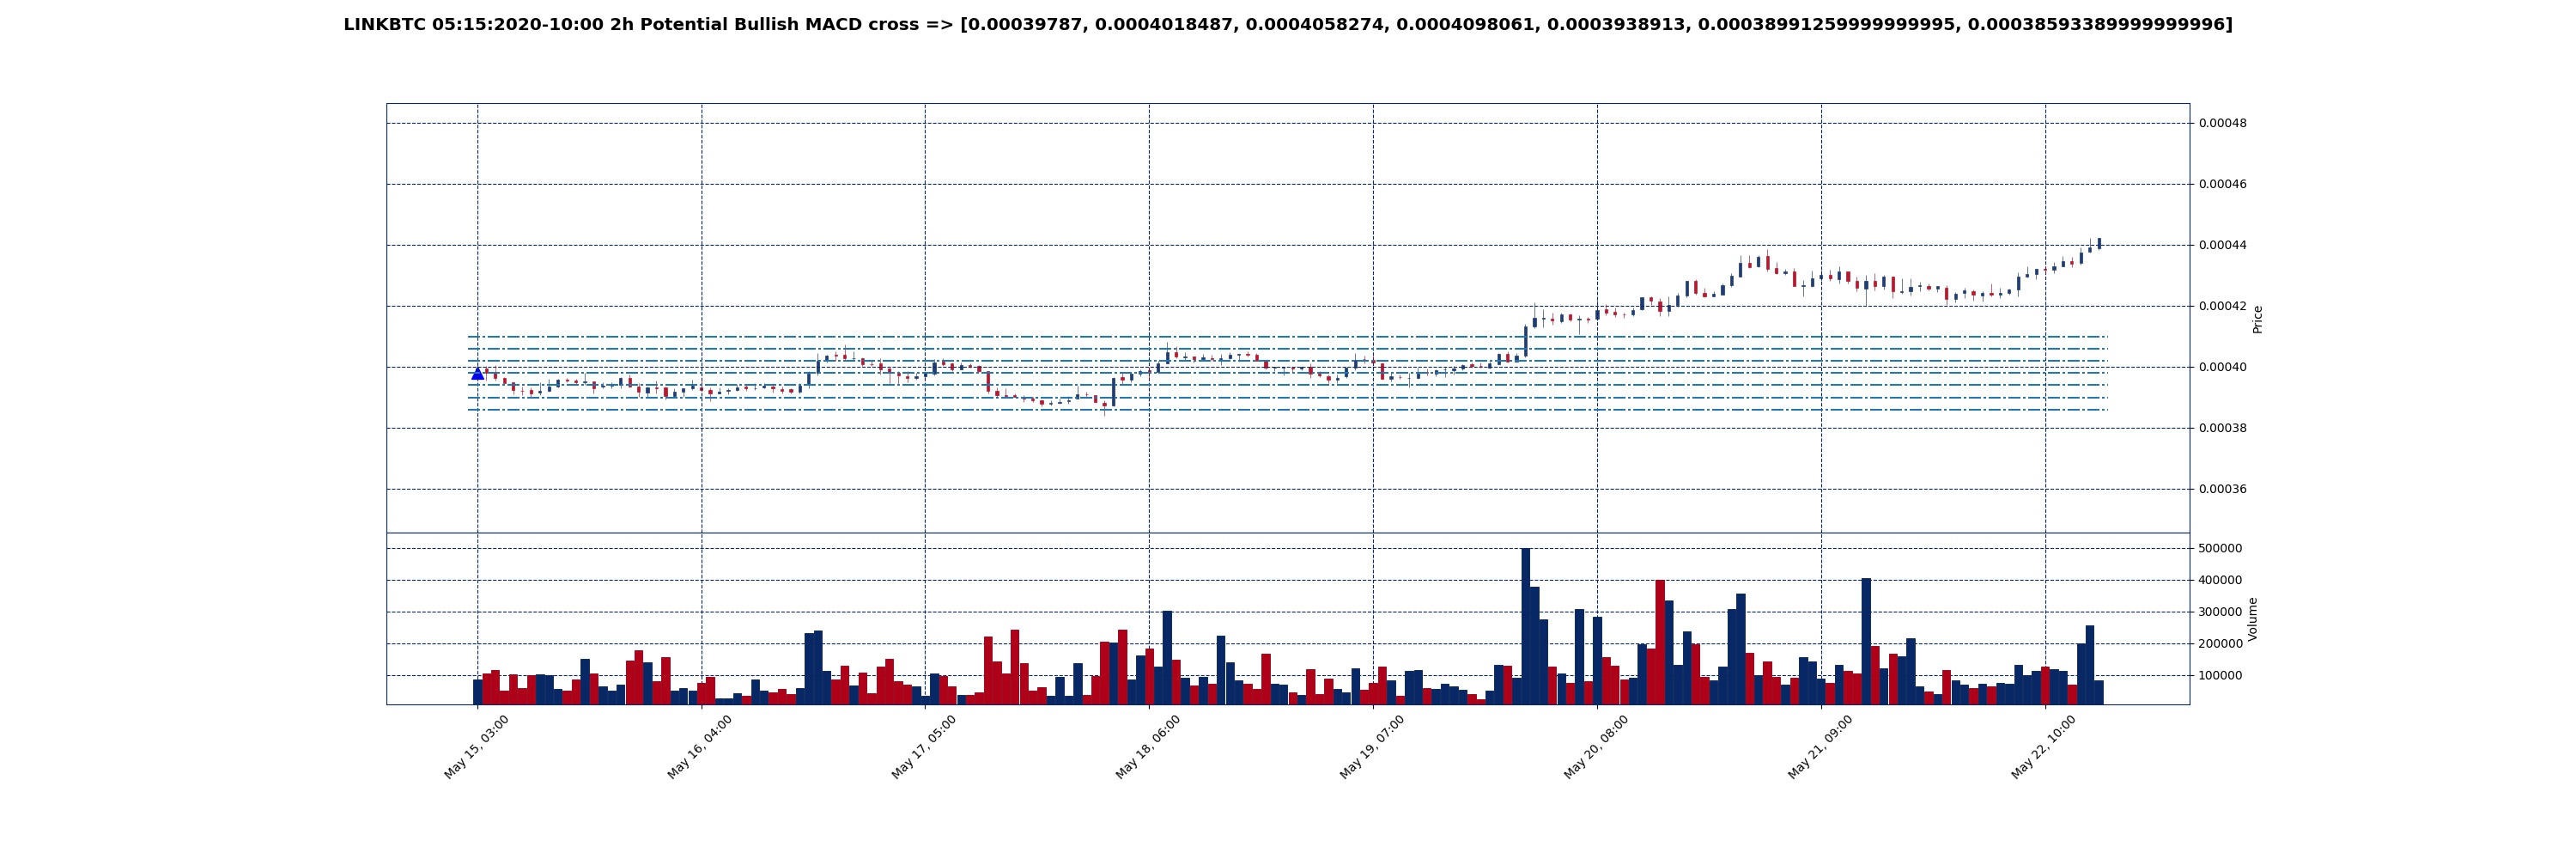 LINKBTC 05:15:2020-10:00 2h Potential Bullish MACD cross => [0.00039787, 0.0004018487, 0.0004058274, 0.0004098061, 0.0003938913, 0.00038991259999999995, 0.00038593389999999996]
0.00048
0.00046
0.00044
0.00042
0.00040
0.00038
0.00036
Price
500000
400000
300000
200000
100000
Volume
May 15, 03:00
May 16, 04:00
May 17, 05:00
May 18, 06:00
May 19, 07:00
May 20, 08:00
May 21, 09:00
May 22, 10:00